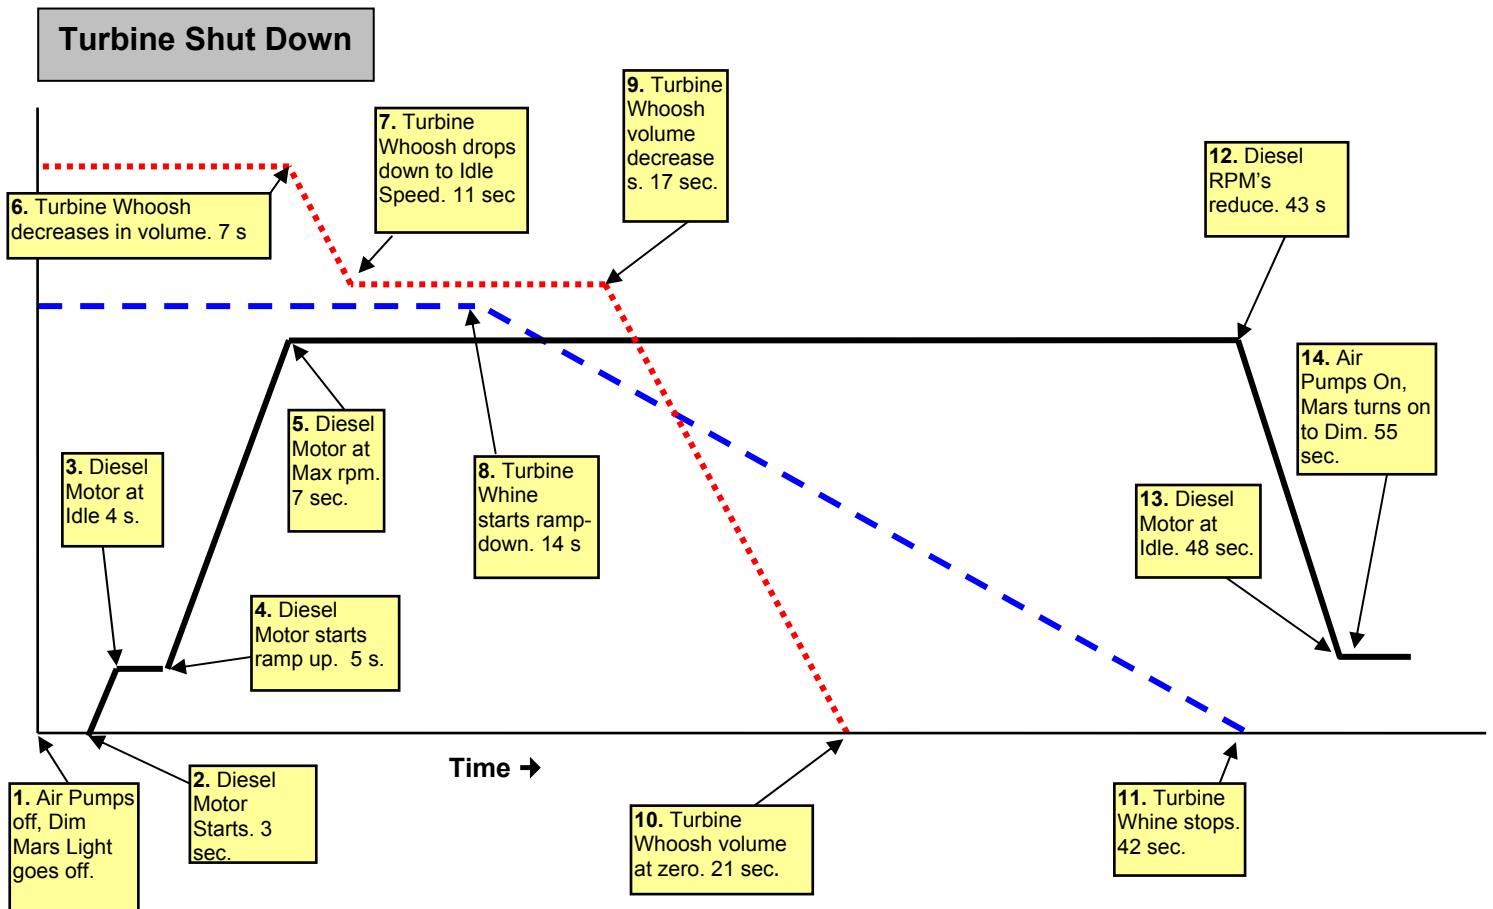 Turbine Shut Down
1. Air Pumps
off, Dim
Mars Light
goes off.
2. Diesel
Motor
Starts. 3
sec.
3. Diesel
Motor at
Idle 4 s.
4. Diesel
Motor starts
ramp up. 5 s.
5. Diesel
Motor at
Max rpm.
7 sec.
6. Turbine Whoosh
decreases in volume. 7 s
7. Turbine
Whoosh drops
down to Idle
Speed. 11 sec
8. Turbine
Whine
starts ramp-
down. 14 s
9. Turbine
Whoosh
volume
decrease
s. 17 sec.
10. Turbine
Whoosh volume
at zero. 21 sec.
11. Turbine
Whine stops.
42 sec.
12. Diesel
RPM's
reduce. 43 s
13. Diesel
Motor at
Idle. 48 sec.
14. Air
Pumps On,
Mars turns on
to Dim. 55
sec.
Time →